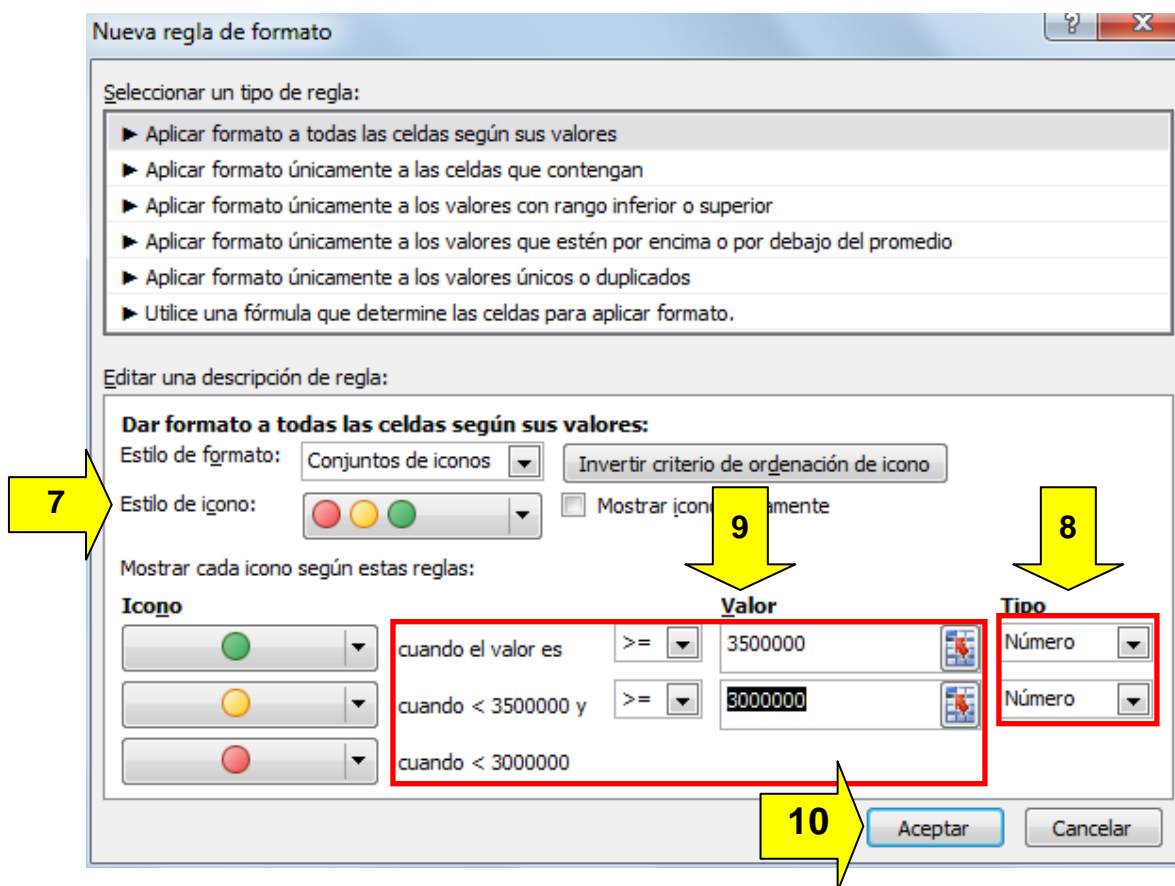 Nueva regla de formato
Seleccionar un tipo de regla:
► Aplicar formato a todas las celdas según sus valores
► Aplicar formato únicamente a las celdas que contengan
► Aplicar formato únicamente a los valores con rango inferior o superior
► Aplicar formato únicamente a los valores que estén por encima o por debajo del promedio
► Aplicar formato únicamente a los valores únicos o duplicados
► Utilice una fórmula que determine las celdas para aplicar formato.
Editar una descripción de regla:
Dar formato a todas las celdas según sus valores:
Estilo de formato: Conjuntos de iconos Invertir criterio de ordenación de icono
7 Estilo de icono: Mostrar
9 8
Mostrar cada icono según estas reglas:
Icono Valor Tipo
cuando el valor es >= 3500000 Número
cuando < 3500000 y >= 3000000 Número
cuando < 3000000
10 Aceptar Cancelar